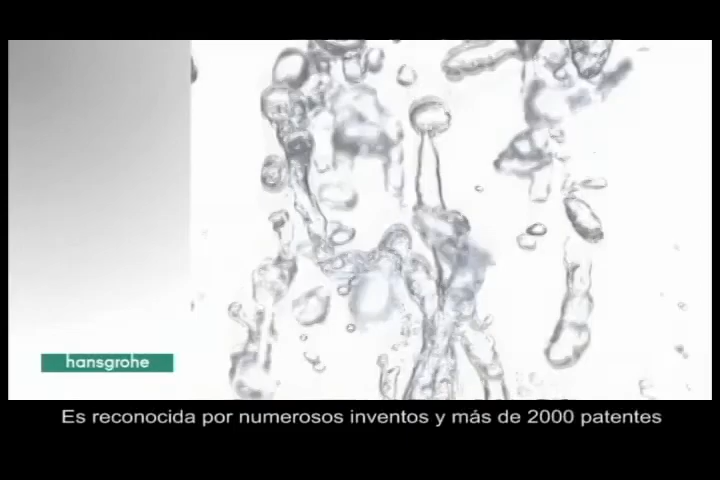 hansgrohe
Es reconocida por numerosos inventos y más de 2000 patentes